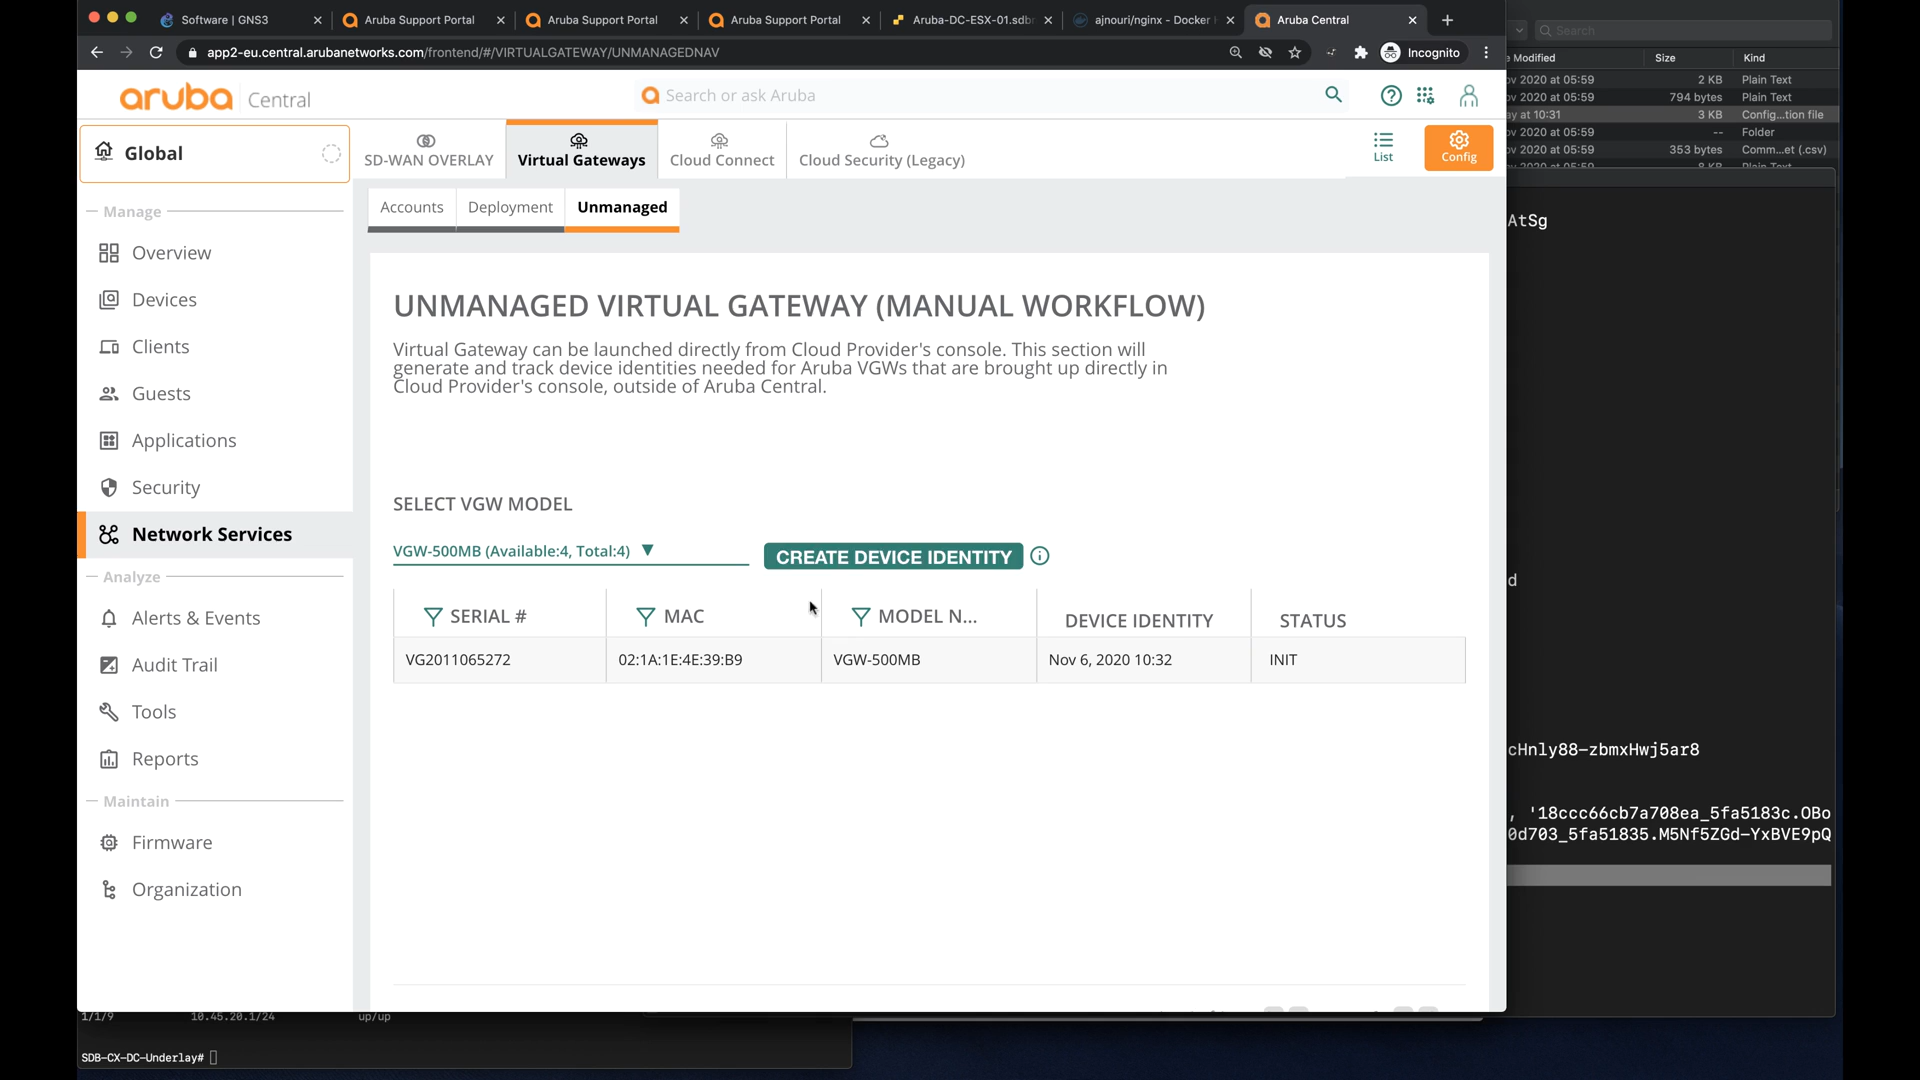 Software | GNS3
Aruba Support Portal
Aruba Support Portal
Aruba Support Portal
Aruba-DC-ESX-01.sdb
ajnouri/nginx - Docker
Aruba Central
app2-eu.central.arubanetworks.com/frontend/#/VIRTUALGATEWAY/UNMANAGEDNAV
Incognito
Search
Modified Size Kind
ov 2020 at 05:59 2 KB Plain Text
ov 2020 at 05:59 794 bytes Plain Text
ay at 10:31 3 KB Config...tion file
ov 2020 at 05:59 -- Folder
ov 2020 at 05:59 353 bytes Comm...et (.csv)
aruba Central
Search or ask Aruba
Global
SD-WAN OVERLAY
Virtual Gateways
Cloud Connect
Cloud Security (Legacy)
List
Config
Accounts
Deployment
Unmanaged
Manage
Overview
Devices
Clients
Guests
Applications
Security
Network Services
Analyze
Alerts & Events
Audit Trail
Tools
Reports
Maintain
Firmware
Organization
UNMANAGED VIRTUAL GATEWAY (MANUAL WORKFLOW)
Virtual Gateway can be launched directly from Cloud Provider's console. This section will
generate and track device identities needed for Aruba VGWs that are brought up directly in
Cloud Provider's console, outside of Aruba Central.
SELECT VGW MODEL
VGW-500MB (Available:4, Total:4)
CREATE DEVICE IDENTITY
SERIAL # MAC MODEL N... DEVICE IDENTITY STATUS
VG2011065272 02:1A:1E:4E:39:B9 VGW-500MB Nov 6, 2020 10:32 INIT
AtSg
d
cHnly88-zbmxHwj5ar8
, '18ccc66cb7a708ea_5fa5183c.OBo
0d703_5fa51835.M5Nf5ZGd-YxBVE9pQ
1/1/9 10.45.20.1/24 up/up
SDB-CX-DC-Underlay#